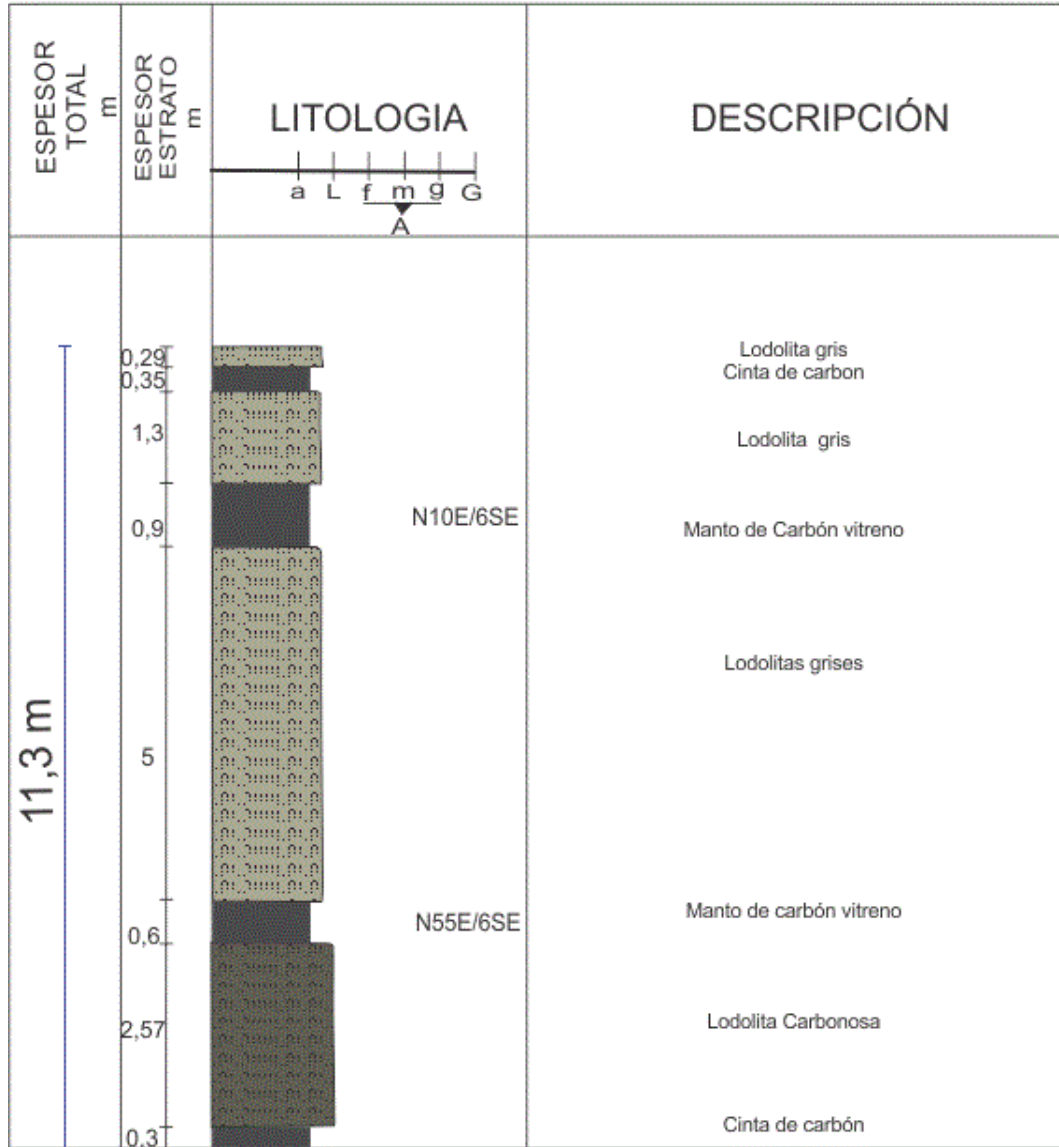 ESPESOR
TOTAL
m
ESPESOR
ESTRATO
m
LITOLOGIA
a L f m g G
A
DESCRIPCIÓN
11,3 m
0,29
Lodolita gris
0,35
Cinta de carbon
1,3
Lodolita gris
0,9
N10E/6SE
Manto de Carbón vitreno
Lodolitas grises
5
0,6
N55E/6SE
Manto de carbón vitreno
2,57
Lodolita Carbonosa
0.3
Cinta de carbón